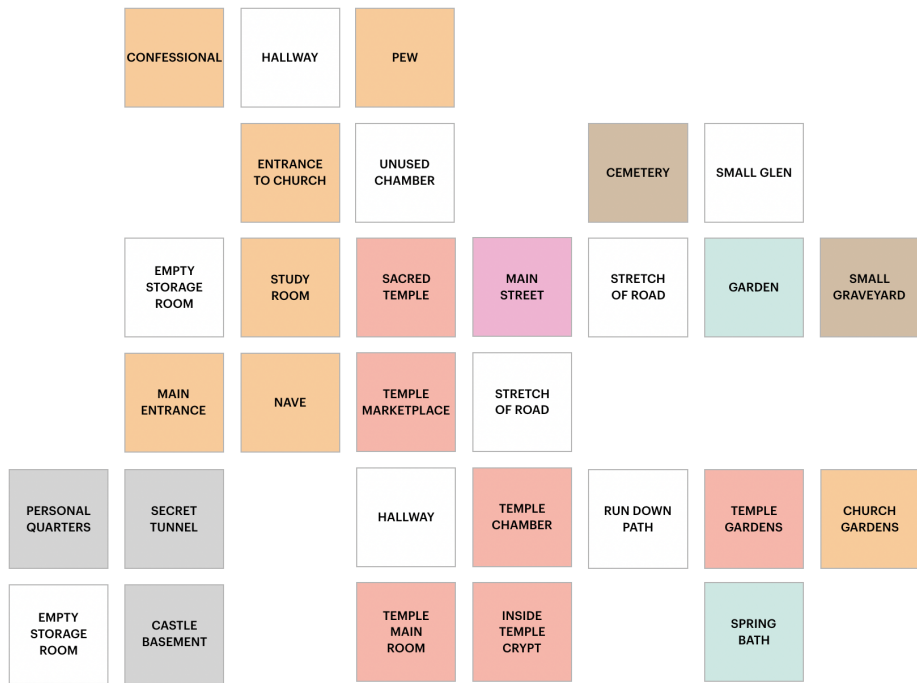 CONFESSIONAL
HALLWAY
PEW
ENTRANCE
TO CHURCH
UNUSED
CHAMBER
CEMETERY
SMALL GLEN
EMPTY
STORAGE
ROOM
STUDY
ROOM
SACRED
TEMPLE
MAIN
STREET
STRETCH
OF ROAD
GARDEN
SMALL
GRAVEYARD
MAIN
ENTRANCE
NAVE
TEMPLE
MARKETPLACE
STRETCH
OF ROAD
PERSONAL
QUARTERS
SECRET
TUNNEL
HALLWAY
TEMPLE
CHAMBER
RUN DOWN
PATH
TEMPLE
GARDENS
CHURCH
GARDENS
EMPTY
STORAGE
ROOM
CASTLE
BASEMENT
TEMPLE
MAIN
ROOM
INSIDE
TEMPLE
CRYPT
SPRING
BATH